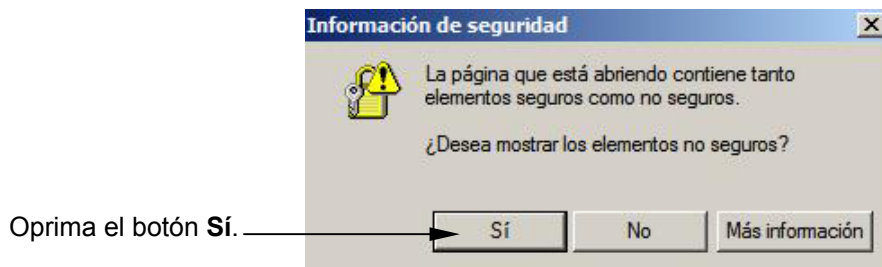 Información de seguridad
La página que está abriendo contiene tanto
elementos seguros como no seguros.
¿Desea mostrar los elementos no seguros?
Oprima el botón Sí.
Sí
No
Más información